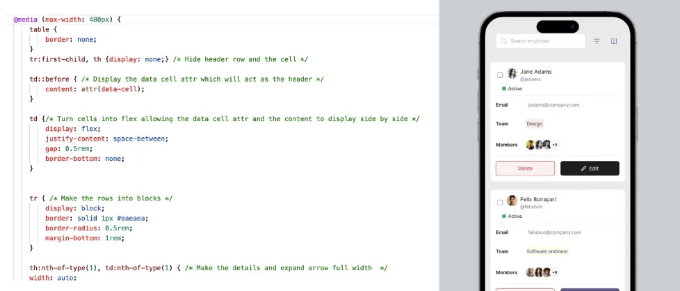 @media (max-width: 480px) {
table {
border: none;
}
tr:first-child, th {display: none;} /* Hide header row and the cell */
td::before { /* Display the data cell attr which will act as the header */
content: attr(data-cell);
}
td {/* Turn cells into flex allowing the data cell attr and the content to display side by side */
display: flex;
justify-content: space-between;
gap: 0.5rem;
border-bottom: none;
}
tr { /* Make the rows into blocks */
display: block;
border: solid 1px #eaeaea;
border-radius: 0.5rem;
margin-bottom: 1rem;
}
th:nth-of-type(1), td:nth-of-type(1) { /* Make the details and expand arrow full width */
width: auto;
Search employee
Jane Adams
@jadams
Active
Email jadams@company.com
Team Design
Members
Delete Edit
Felix Bonapart
@felixbon
Active
Email felixbon@company.com
Team Software engineer
Members